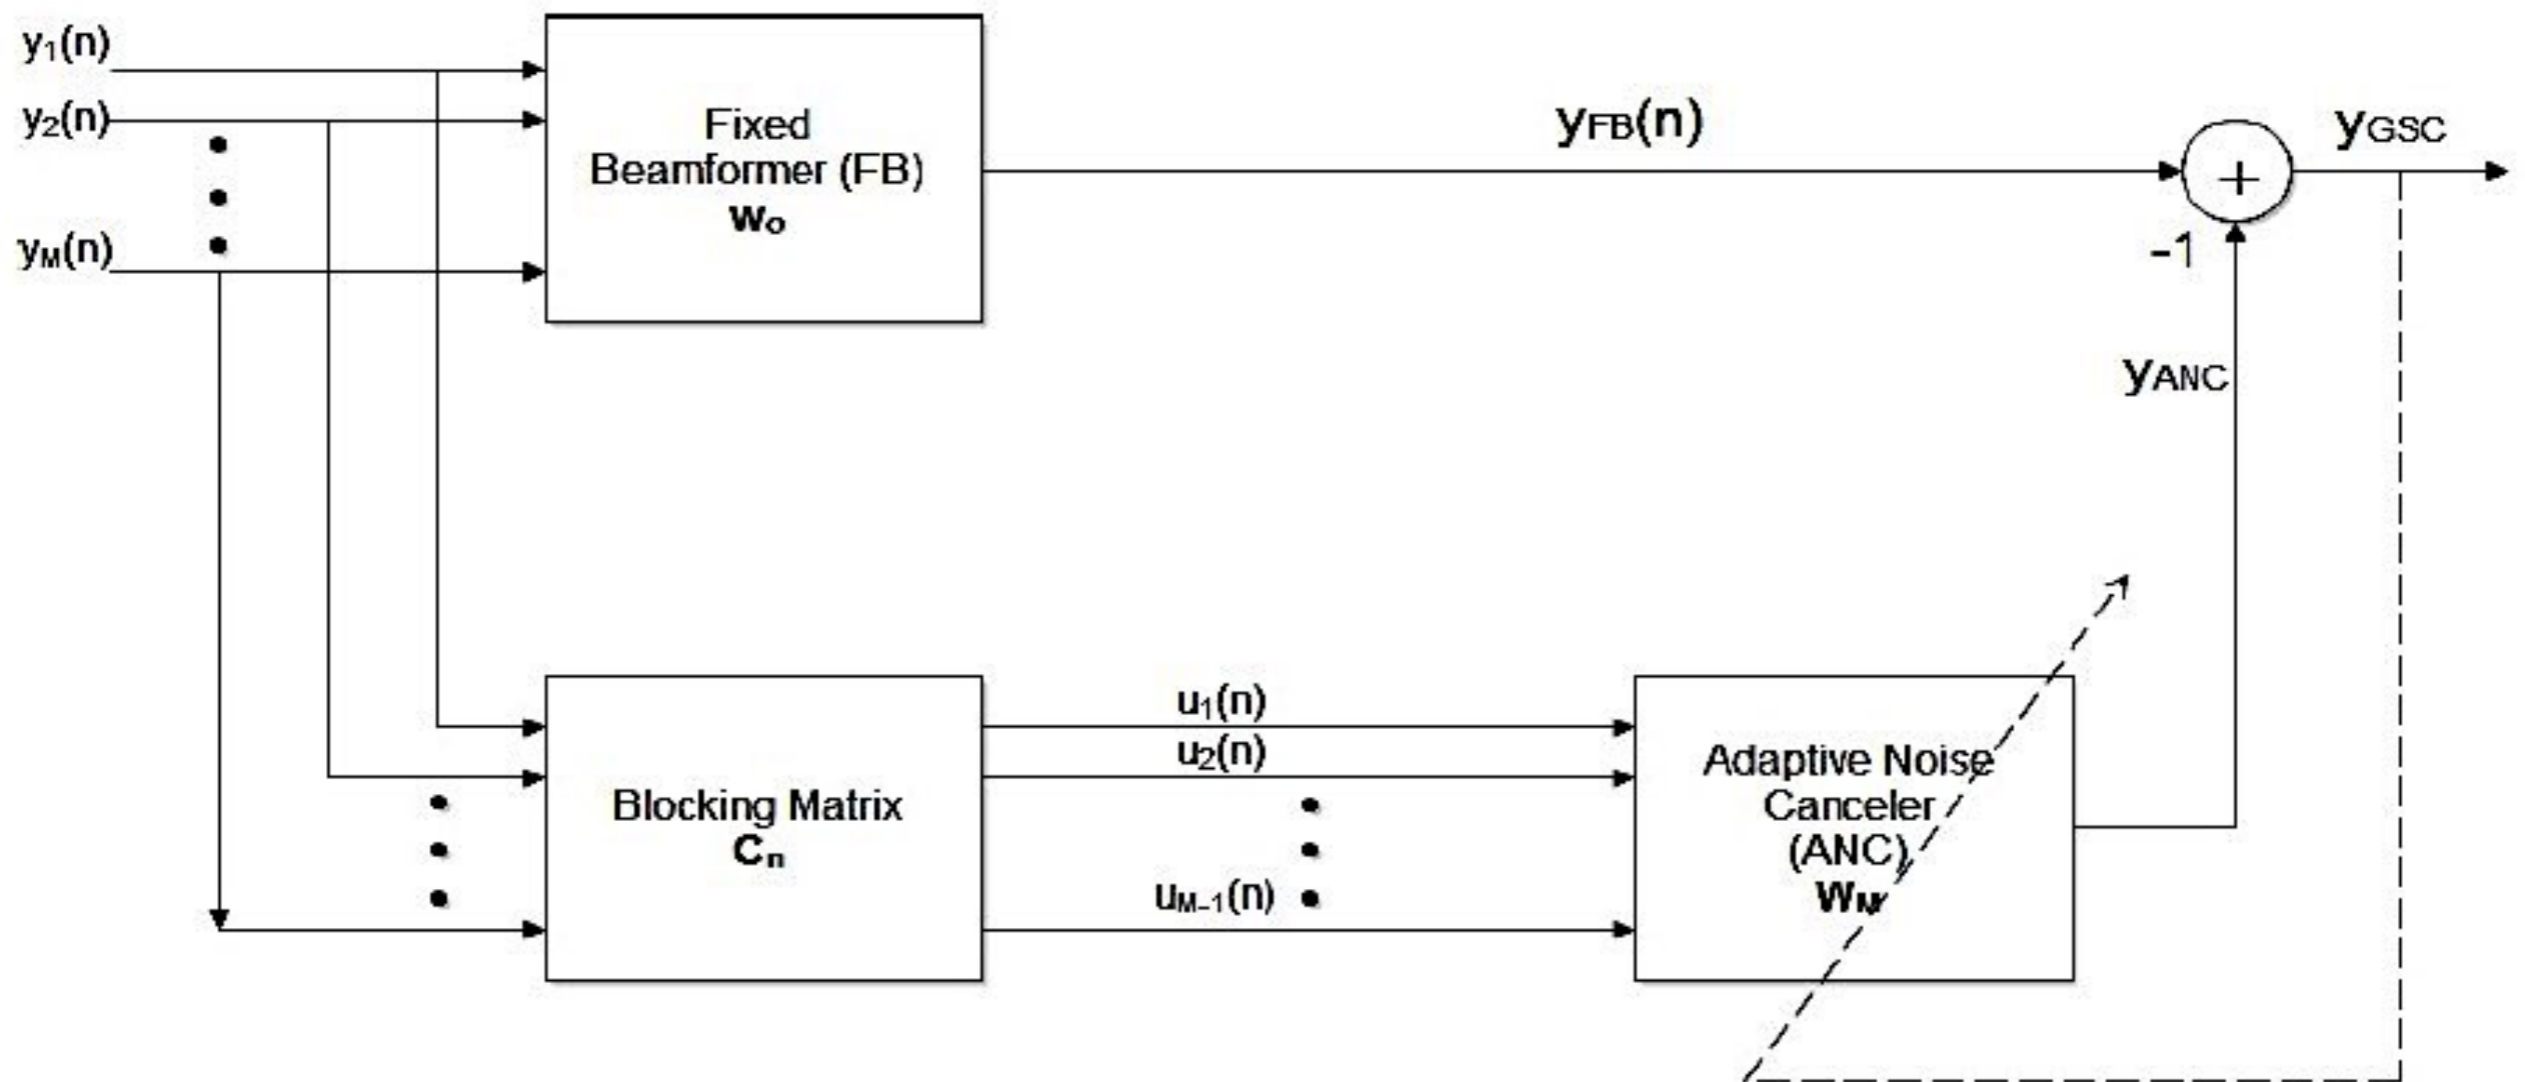 y₁(n)
y₂(n)
yM(n)
Fixed
Beamformer (FB)
wₒ
yFB(n)
+
yGSC
-1
yANC
Blocking Matrix
Cₙ
u₁(n)
u₂(n)
uM-1(n)
Adaptive Noise
Canceler
(ANC)
WM